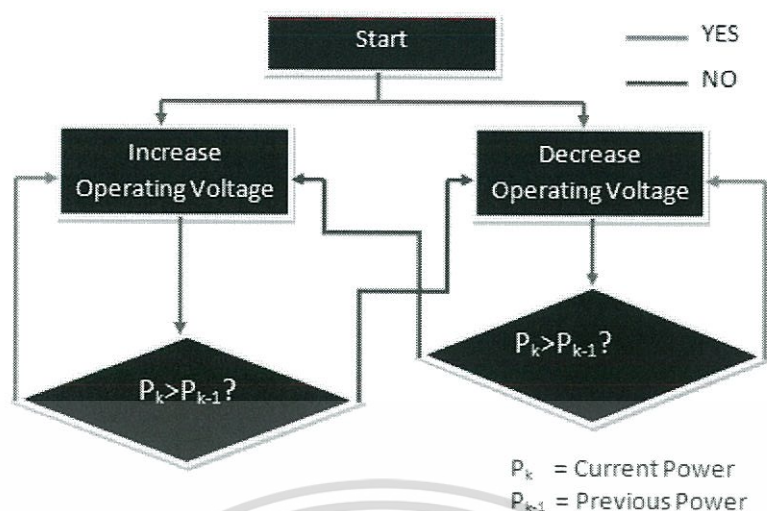 Start
YES
NO
Increase
Operating Voltage
Decrease
Operating Voltage
Pₖ>Pₖ₋₁?
Pₖ>Pₖ₋₁?
Pₖ = Current Power
Pₖ₋₁ = Previous Power